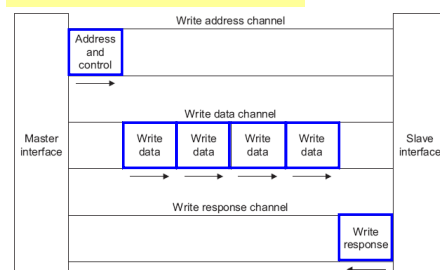 Write address channel
Address
and
control
Write data channel
Master
interface
Write
data
Write
data
Write
data
Write
data
Slave
interface
Write response channel
Write
response